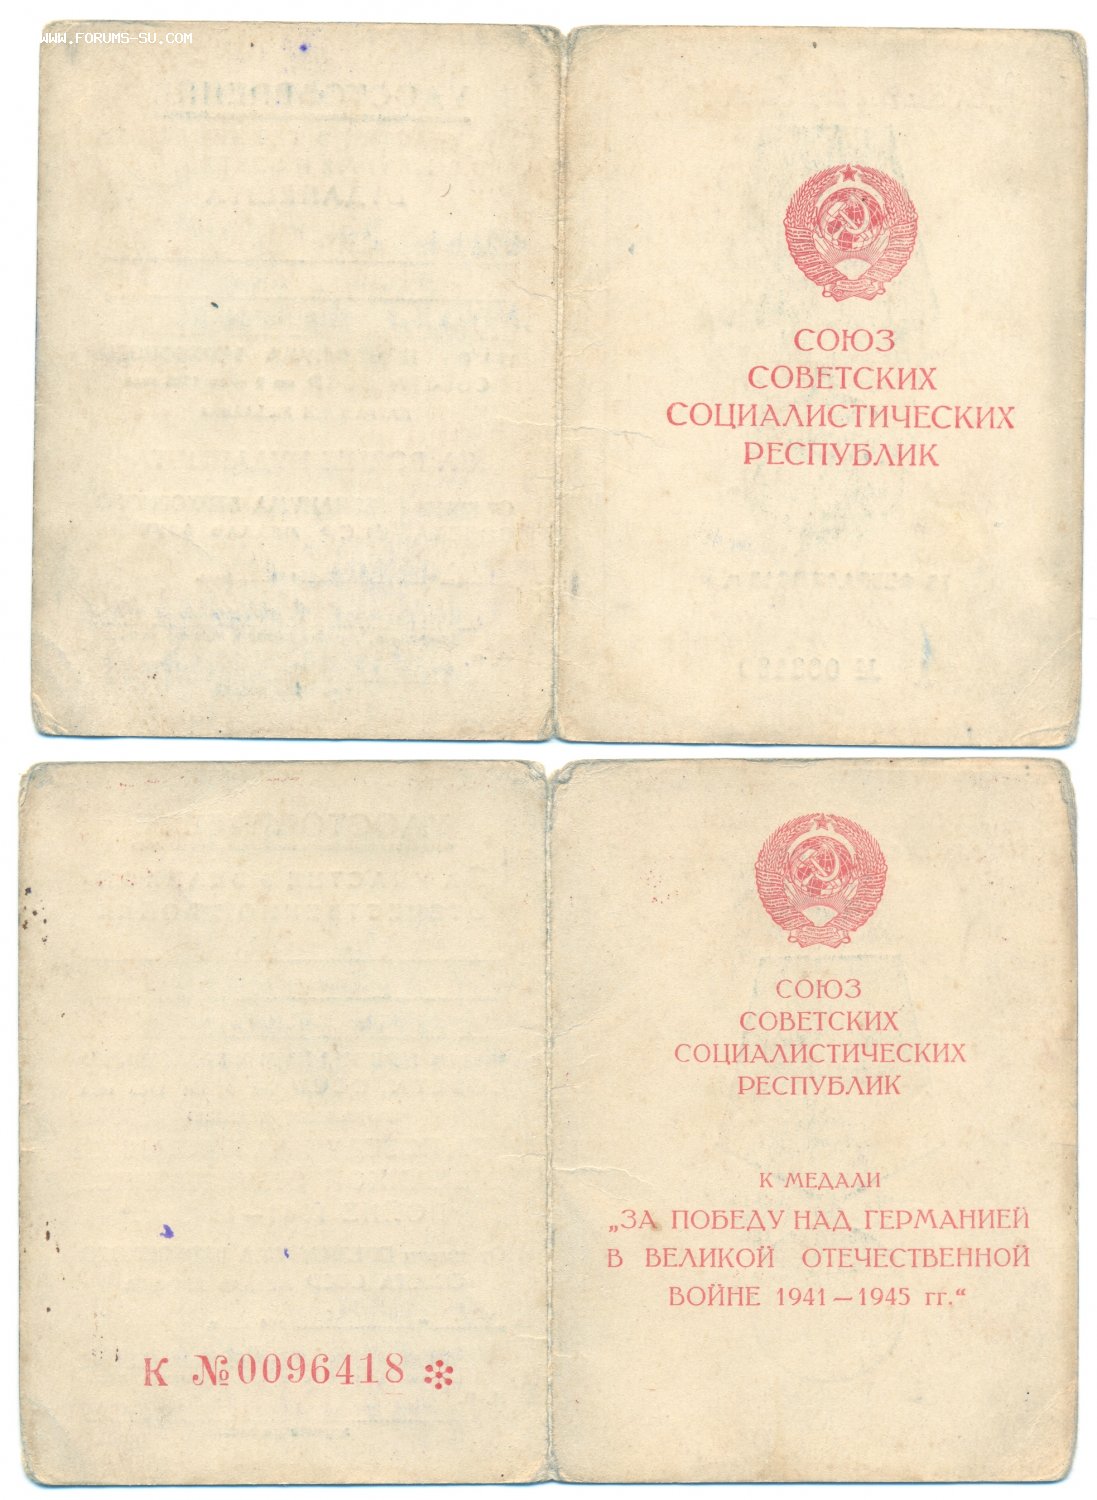 WWW.FORUMS-SU.COM
СОЮЗ
СОВЕТСКИХ
СОЦИАЛИСТИЧЕСКИХ
РЕСПУБЛИК
СОЮЗ
СОВЕТСКИХ
СОЦИАЛИСТИЧЕСКИХ
РЕСПУБЛИК
К МЕДАЛИ
„ЗА ПОБЕДУ НАД ГЕРМАНИЕЙ
В ВЕЛИКОЙ ОТЕЧЕСТВЕННОЙ
ВОЙНЕ 1941—1945 гг.“
К №0096418